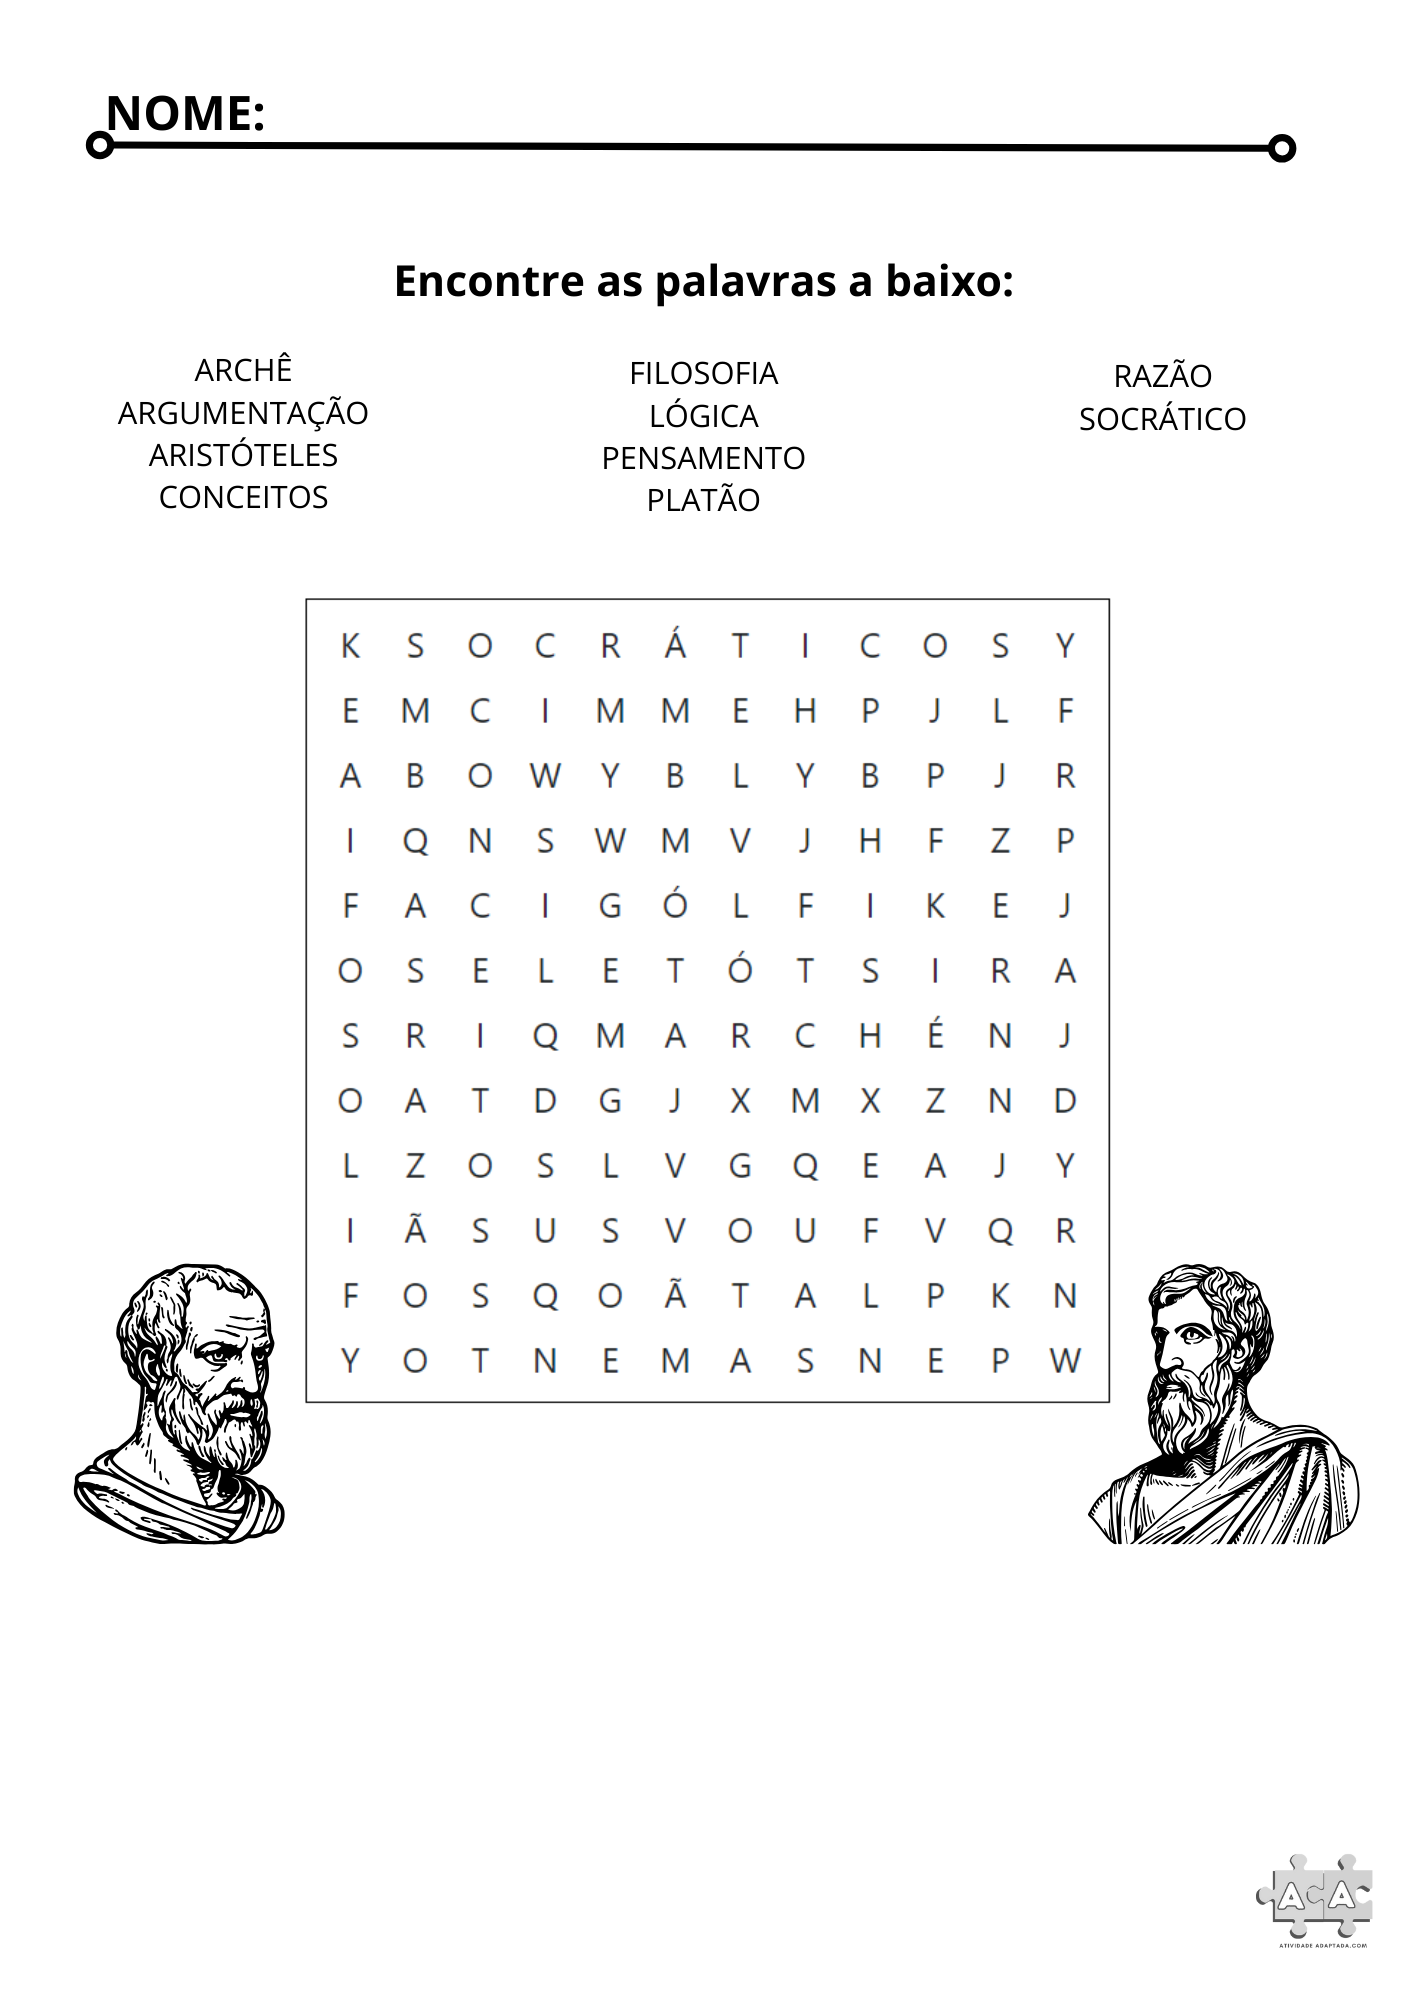 NOME:
Encontre as palavras a baixo:
ARCHÊ
ARGUMENTAÇÃO
ARISTÓTELES
CONCEITOS
FILOSOFIA
LÓGICA
PENSAMENTO
PLATÃO
RAZÃO
SOCRÁTICO
K S O C R Á T I C O S Y
E M C I M M E H P J L F
A B O W Y B L Y B P J R
I Q N S W M V J H F Z P
F A C I G Ó L F I K E J
O S E L E T Ó T S I R A
S R I Q M A R C H É N J
O A T D G J X M X Z N D
L Z O S L V G Q E A J Y
I Ã S U S V O U F V Q R
F O S Q O Ã T A L P K N
Y O T N E M A S N E P W
A A
ATIVIDADE ADAPTADA.COM